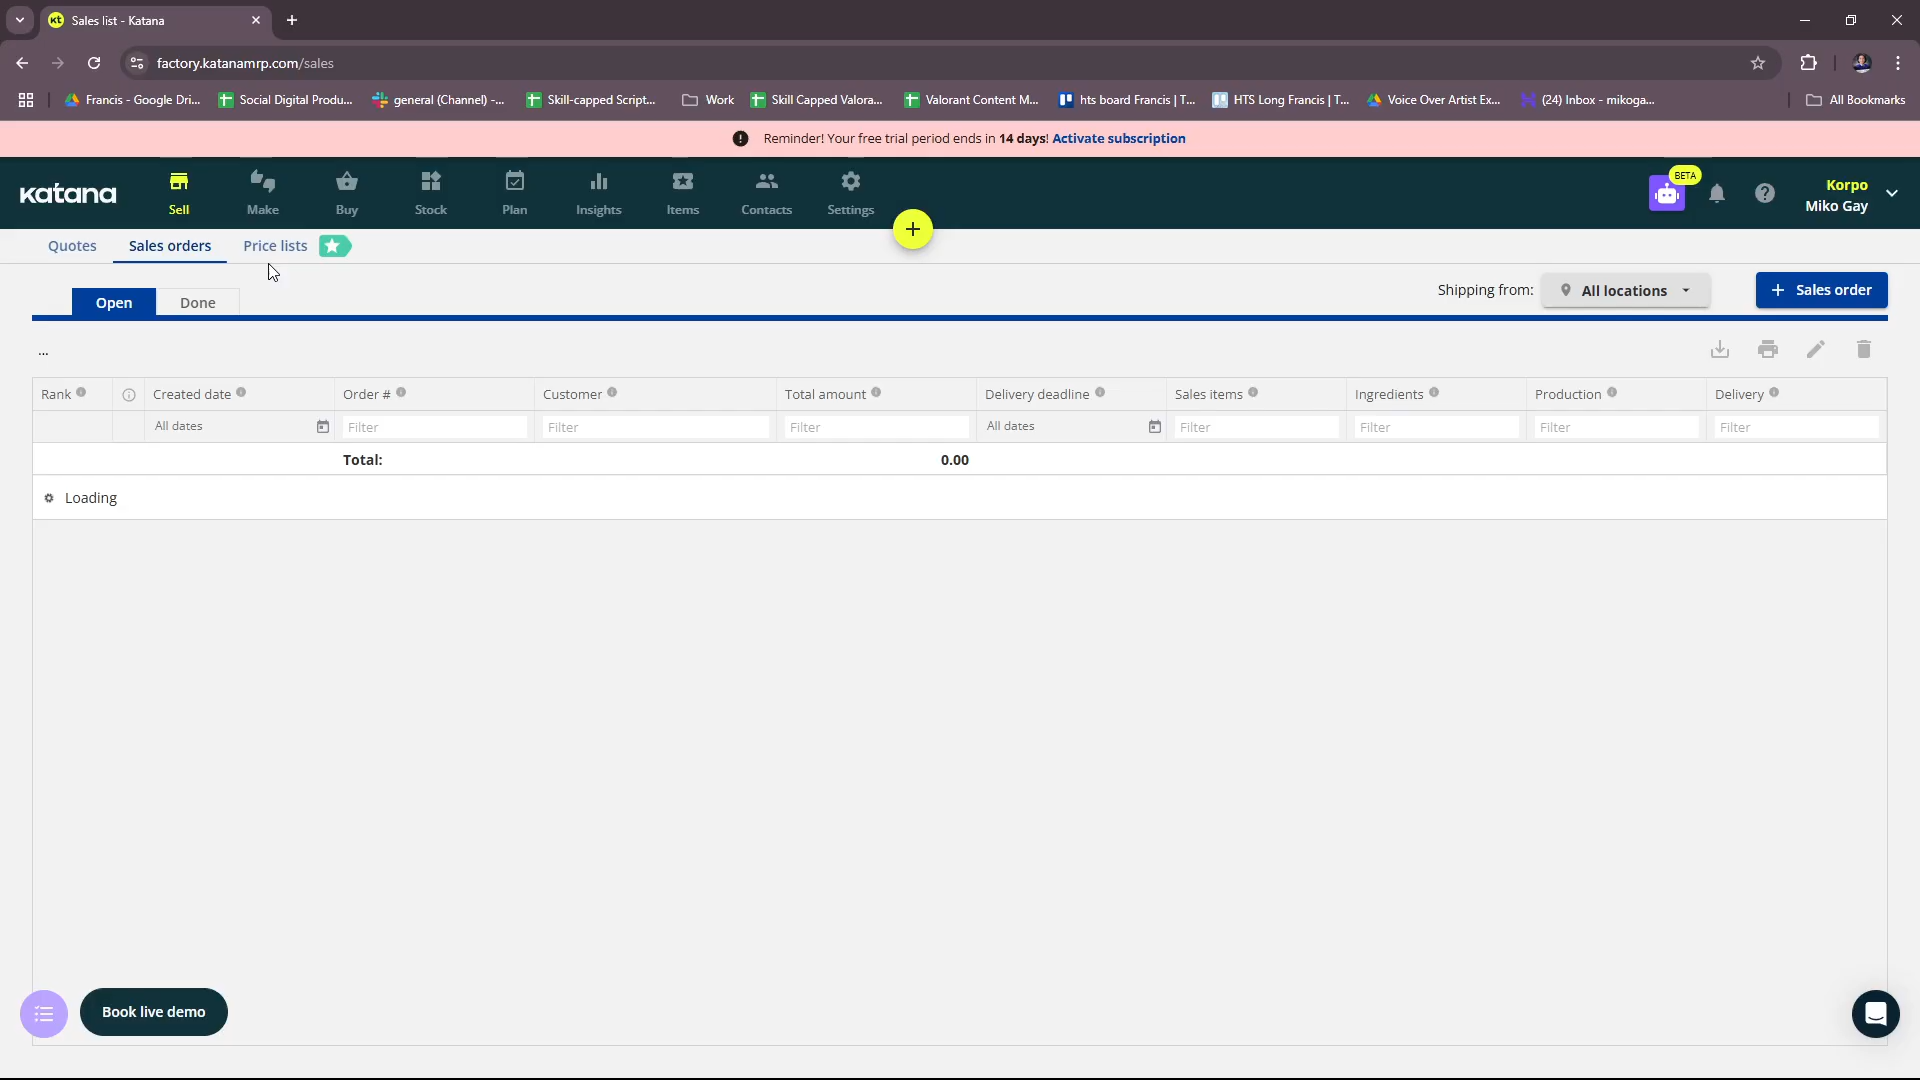 kt Sales list - Katana
factory.katanamrp.com/sales
Francis - Google Dri... Social Digital Produ... general (Channel) -... Skill-capped Script... Work Skill Capped Valora... Valorant Content M... hts board Francis | T... HTS Long Francis | T... Voice Over Artist Ex... (24) Inbox - mikoga... All Bookmarks
Reminder! Your free trial period ends in 14 days! Activate subscription
katana
Sell Make Buy Stock Plan Insights Items Contacts Settings
BETA
Korpo
Miko Gay
Quotes Sales orders Price lists
Open Done
Shipping from: All locations
Sales order
...
Rank Created date Order # Customer Total amount Delivery deadline Sales items Ingredients Production Delivery
All dates Filter Filter Filter All dates Filter Filter Filter Filter
Total: 0.00
Loading
Book live demo